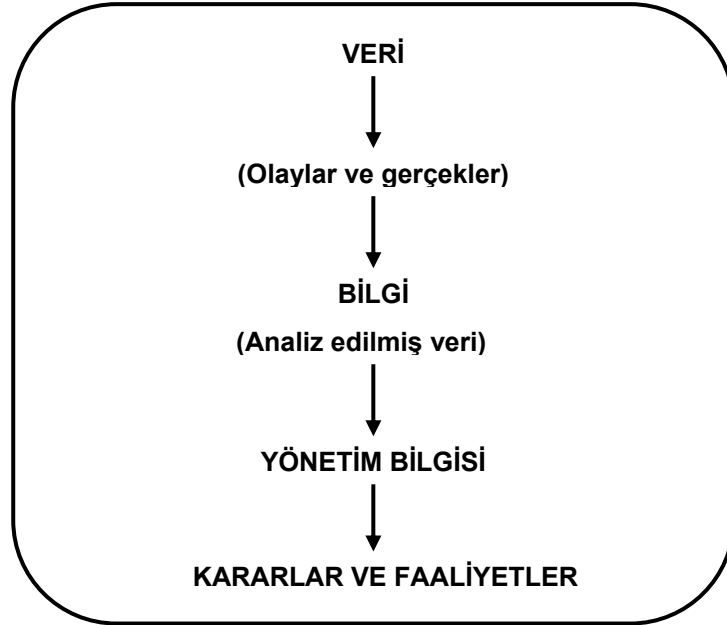 VERİ
(Olaylar ve gerçekler)
BİLGİ
(Analiz edilmiş veri)
YÖNETİM BİLGİSİ
KARARLAR VE FAALİYETLER